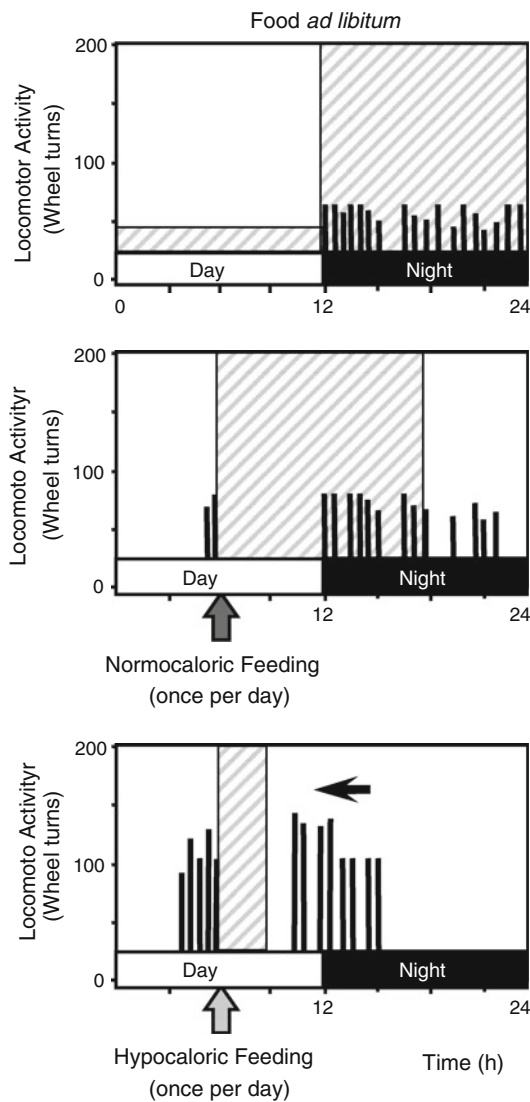 Food ad libitum
Locomotor Activity
(Wheel turns)
200
100
0
Day
Night
0
12
24
Locomoto Activityr
(Wheel turns)
200
100
0
Day
Night
12
24
Normocaloric Feeding
(once per day)
Locomoto Activityr
(Wheel turns)
200
100
0
Day
Night
12
24
Hypocaloric Feeding
(once per day)
Time (h)